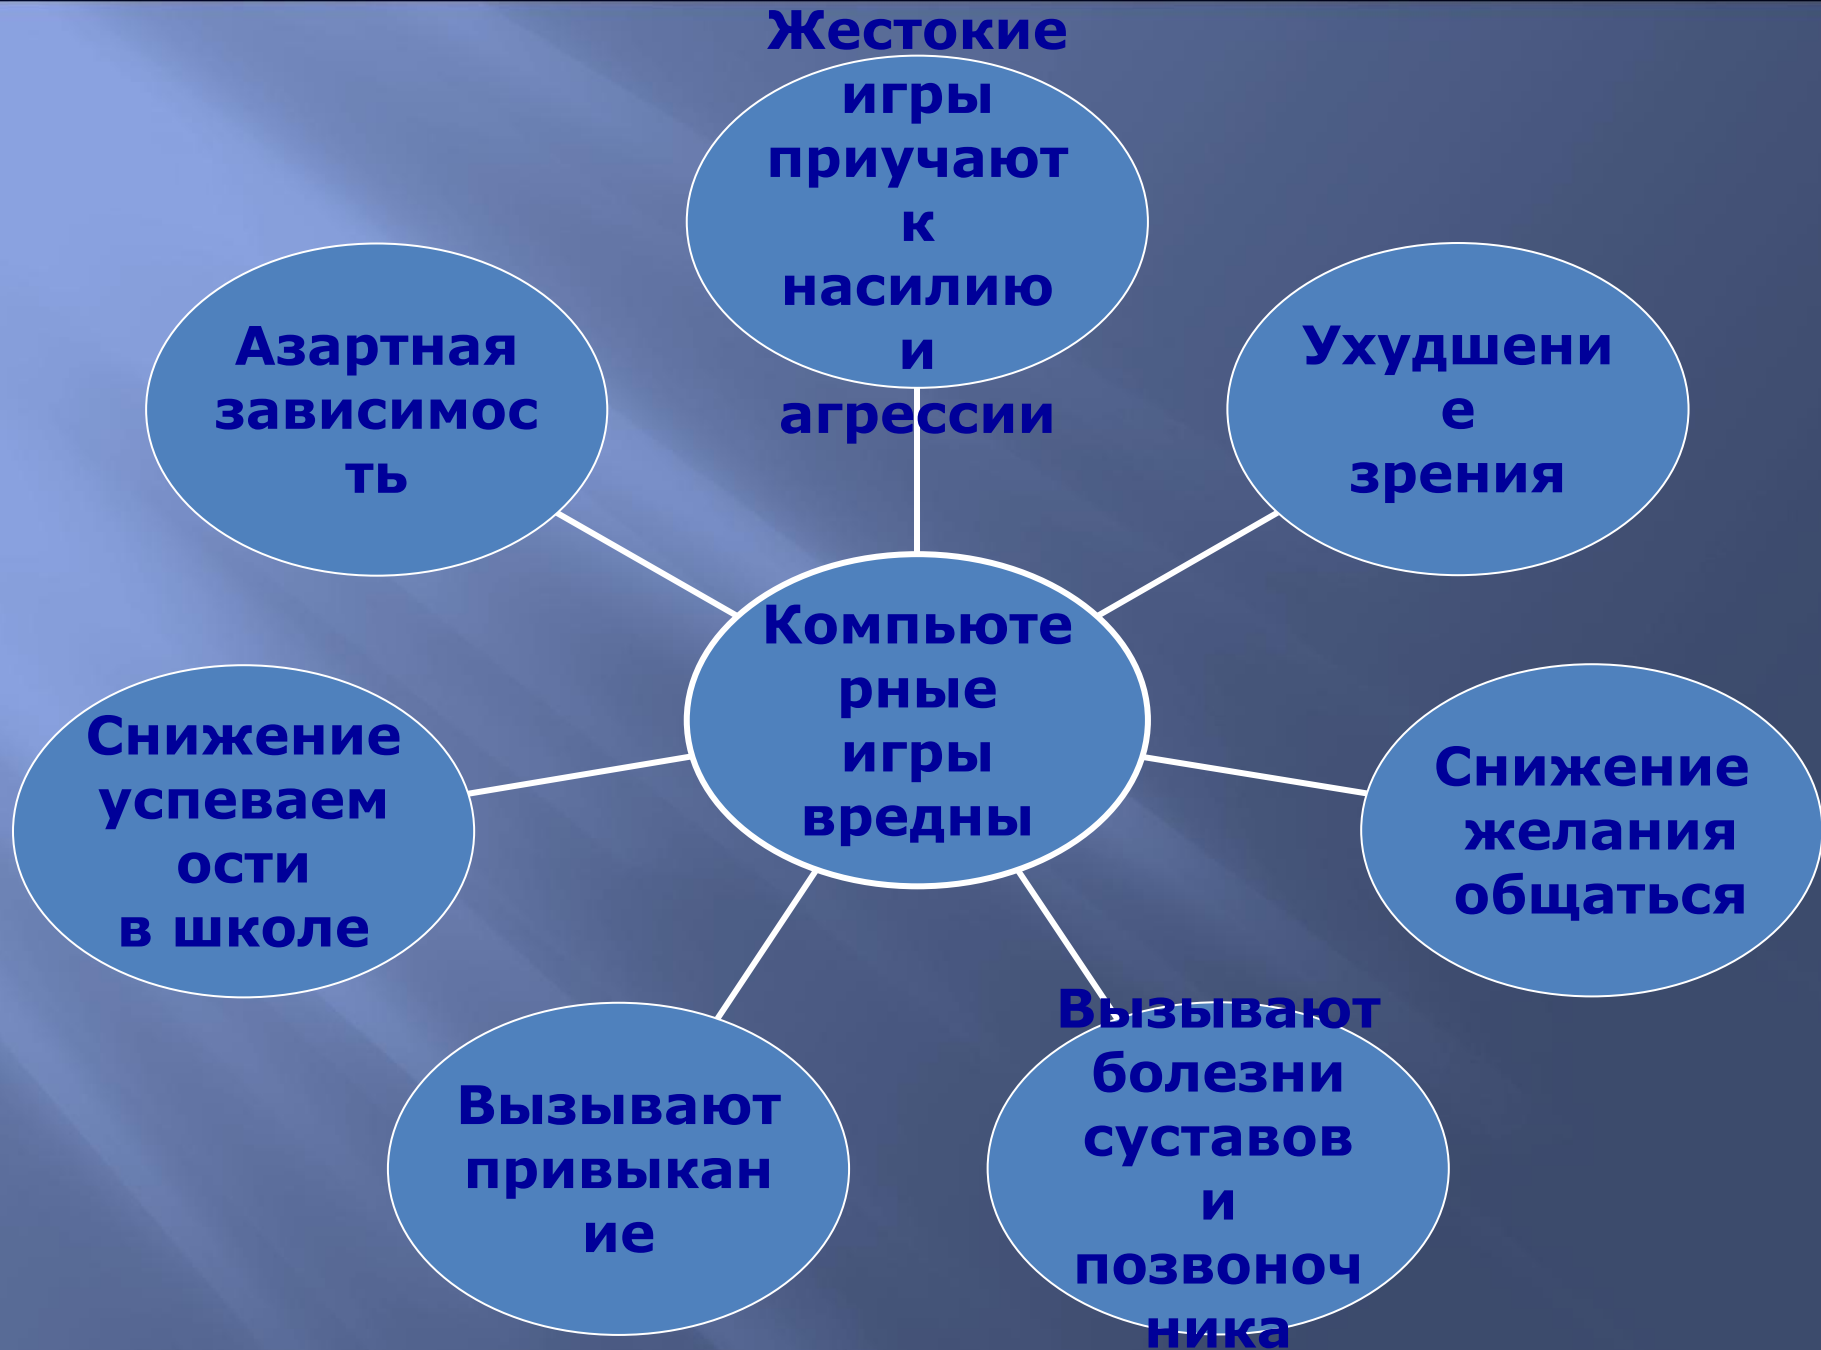 Жестокие
игры
приучают
к
насилию
и
агрессии
Азартная
зависимос
ть
Ухудшени
е
зрения
Компьюте
рные
игры
вредны
Снижение
успеваем
ости
в школе
Снижение
желания
общаться
Вызывают
привыкан
ие
Вызывают
болезни
суставов
и
позвоноч
ника